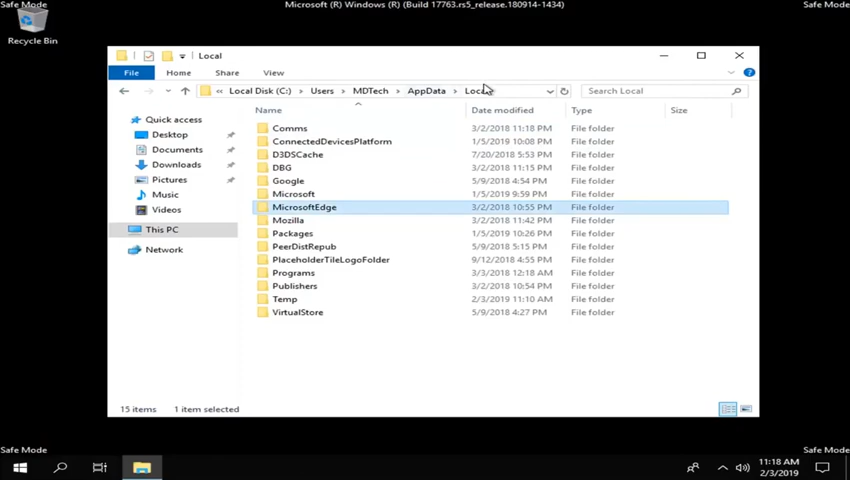 Safe Mode
Microsoft (R) Windows (R) (Build 17763.rs5_release.180914-1434)
Safe Mode
Recycle Bin
Local
File
Home
Share
View
« Local Disk (C:) > Users > MDTech > AppData > Local
Search Local
Name
Date modified
Type
Size
Quick access
Desktop
Documents
Downloads
Pictures
Music
Videos
This PC
Network
Comms 3/2/2018 11:18 PM File folder
ConnectedDevicesPlatform 1/5/2019 10:08 PM File folder
D3DSCache 7/20/2018 5:53 PM File folder
DBG 3/2/2018 11:15 PM File folder
Google 5/9/2018 4:54 PM File folder
Microsoft 1/5/2019 9:59 PM File folder
MicrosoftEdge 3/2/2018 10:55 PM File folder
Mozilla 3/2/2018 11:42 PM File folder
Packages 1/5/2019 10:26 PM File folder
PeerDistRepub 5/9/2018 5:15 PM File folder
PlaceholderTileLogoFolder 9/12/2018 4:55 PM File folder
Programs 3/3/2018 12:18 AM File folder
Publishers 3/2/2018 10:54 PM File folder
Temp 2/3/2019 11:10 AM File folder
VirtualStore 5/9/2018 4:27 PM File folder
15 items
1 item selected
Safe Mode
Safe Mode
11:18 AM
2/3/2019